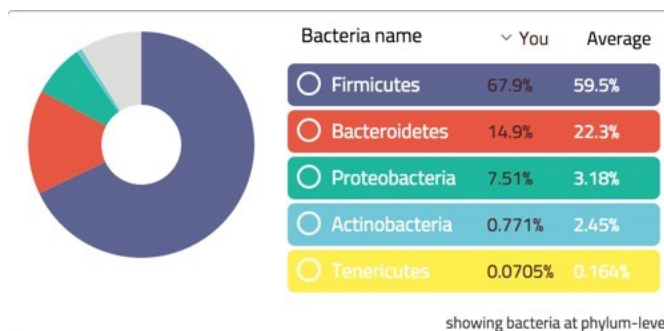 Bacteria name You Average
Firmicutes 67.9% 59.5%
Bacteroidetes 14.9% 22.3%
Proteobacteria 7.51% 3.18%
Actinobacteria 0.771% 2.45%
Tenericutes 0.0705% 0.164%
showing bacteria at phylum-leve